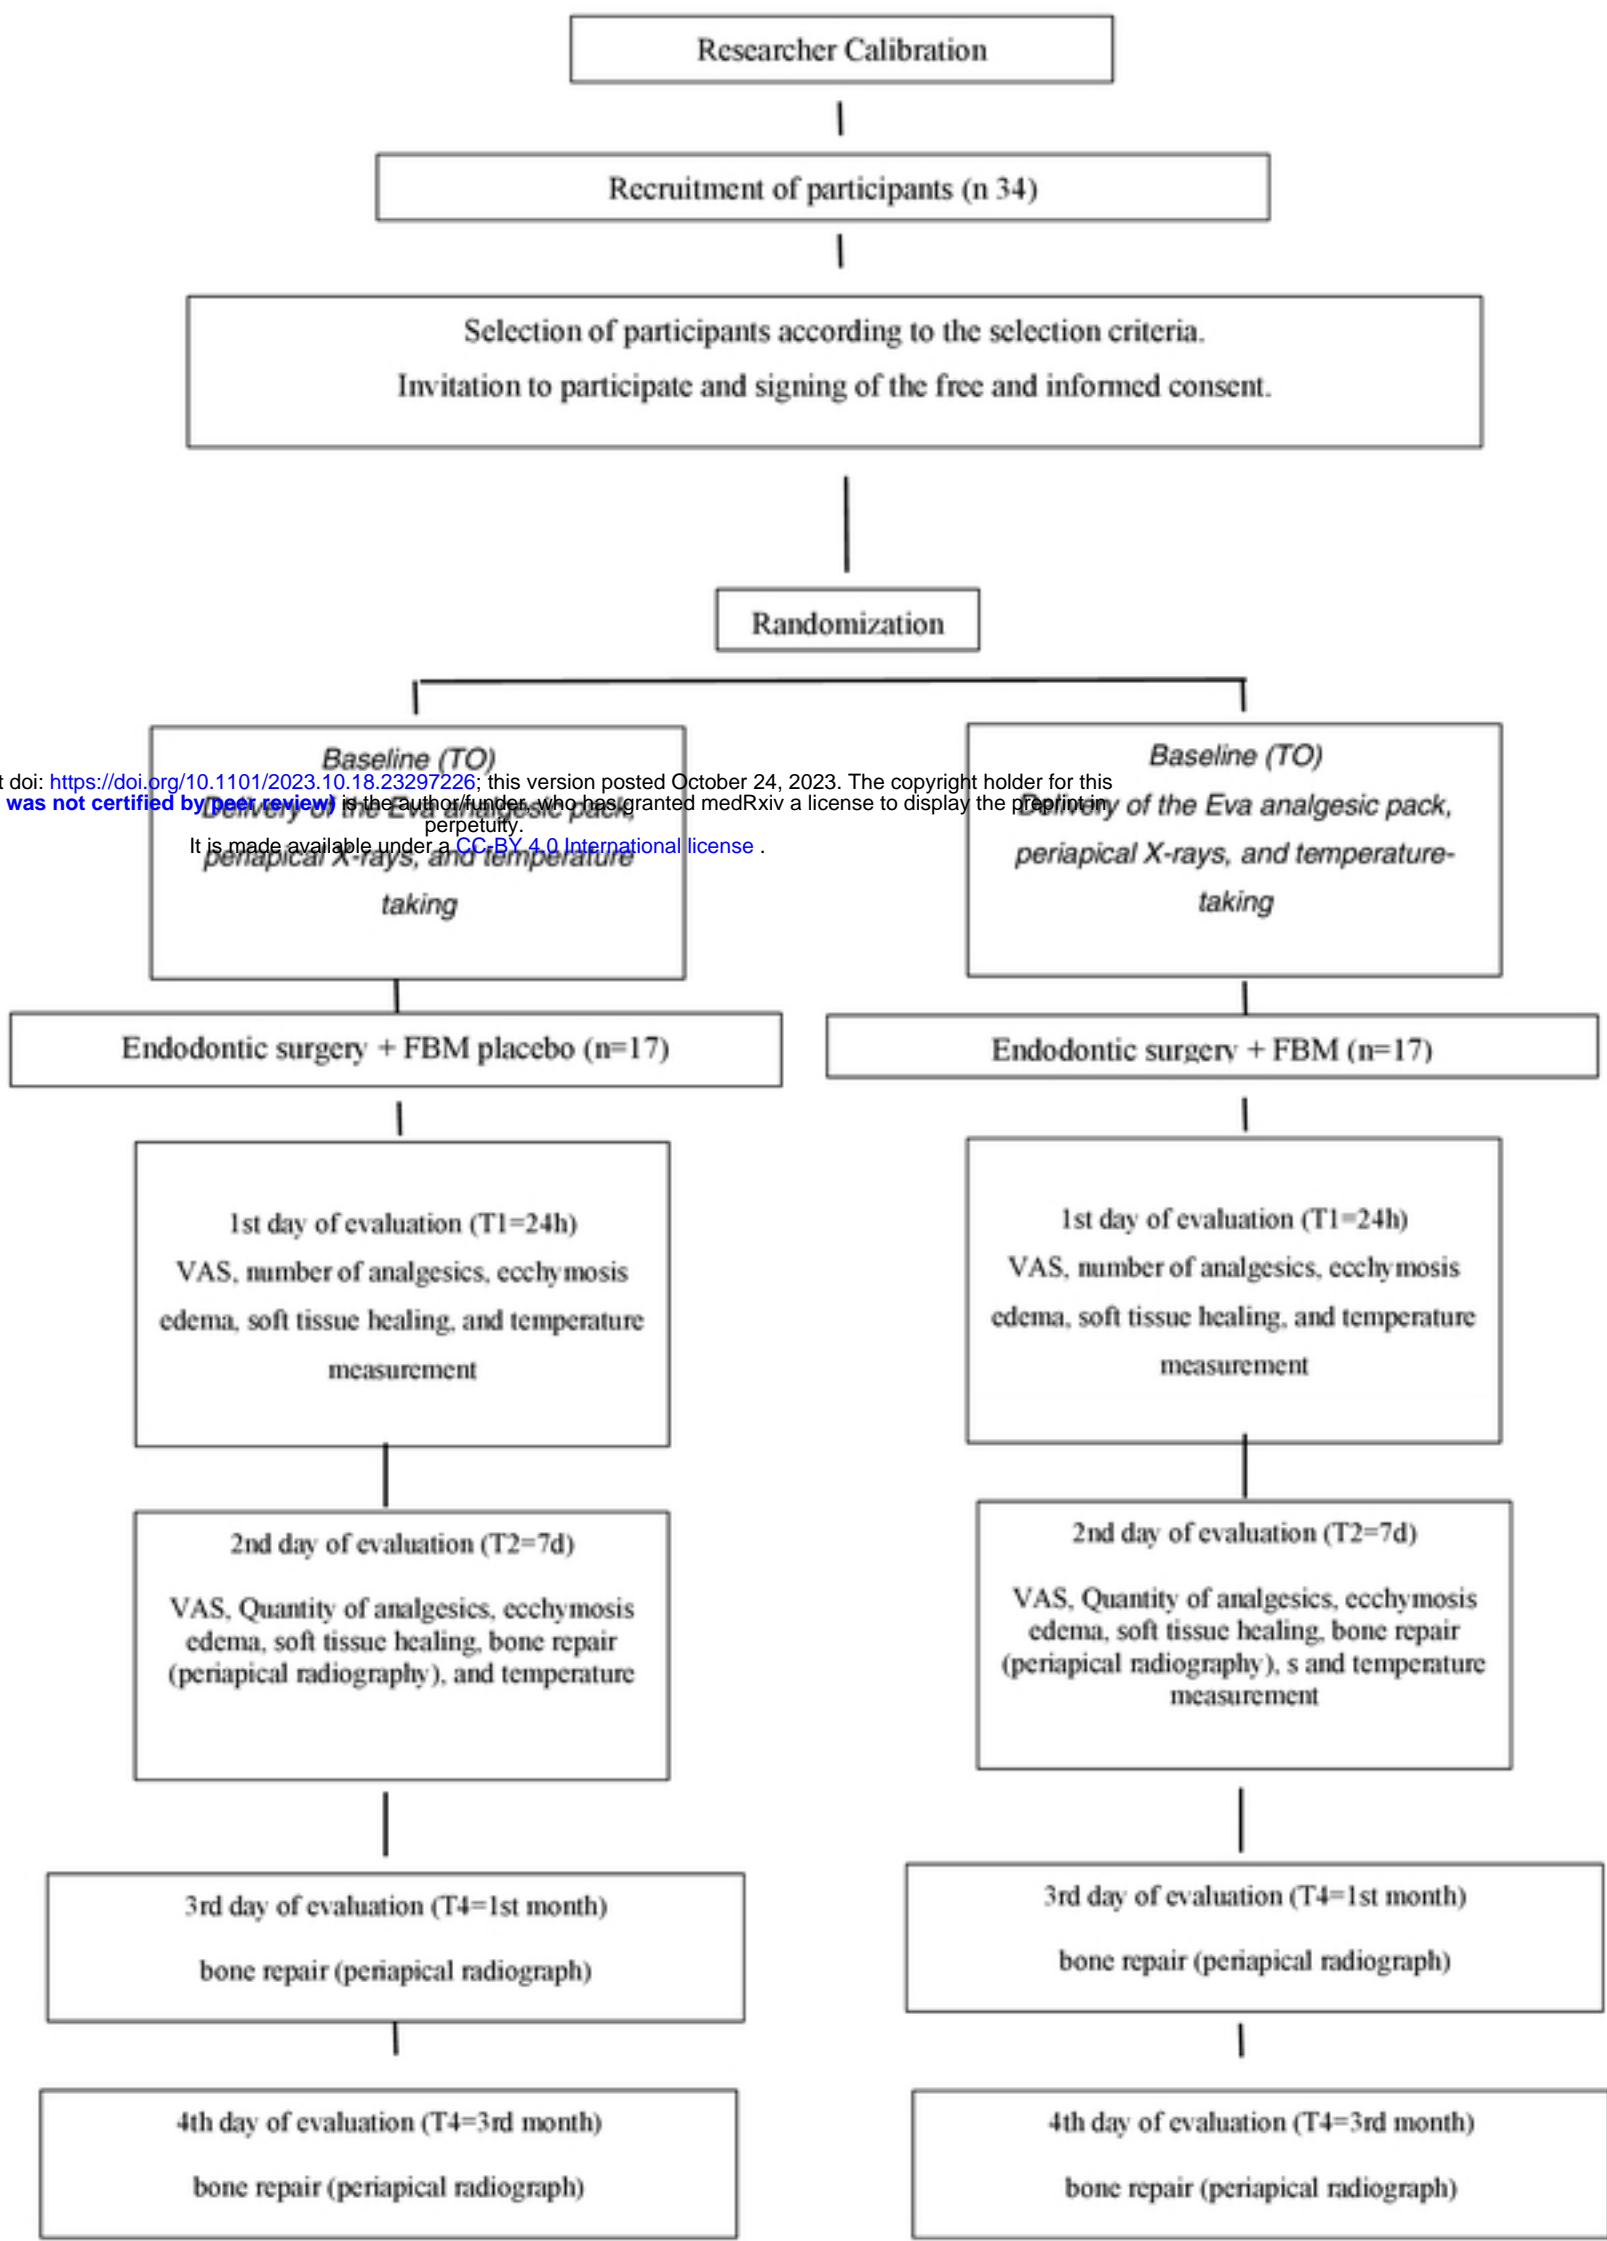 Researcher Calibration
Recruitment of participants (n 34)
Selection of participants according to the selection criteria.
Invitation to participate and signing of the free and informed consent.
Randomization
Baseline (TO)
Delivery of the Eva analgesic pack,
periapical X-rays, and temperature
taking
Baseline (TO)
Delivery of the Eva analgesic pack,
periapical X-rays, and temperature-
taking
t doi: https://doi.org/10.1101/2023.10.18.23297226; this version posted October 24, 2023. The copyright holder for this
was not certified by peer review) is the author/funder, who has granted medRxiv a license to display the preprint in
perpetuity.
It is made available under a CC-BY 4.0 International license .
Endodontic surgery + FBM placebo (n=17)
Endodontic surgery + FBM (n=17)
1st day of evaluation (T1=24h)
VAS, number of analgesics, ecchymosis
edema, soft tissue healing, and temperature
measurement
1st day of evaluation (T1=24h)
VAS, number of analgesics, ecchymosis
edema, soft tissue healing, and temperature
measurement
2nd day of evaluation (T2=7d)
VAS, Quantity of analgesics, ecchymosis
edema, soft tissue healing, bone repair
(periapical radiography), and temperature
2nd day of evaluation (T2=7d)
VAS, Quantity of analgesics, ecchymosis
edema, soft tissue healing, bone repair
(periapical radiography), s and temperature
measurement
3rd day of evaluation (T4=1st month)
bone repair (periapical radiograph)
3rd day of evaluation (T4=1st month)
bone repair (periapical radiograph)
4th day of evaluation (T4=3rd month)
bone repair (periapical radiograph)
4th day of evaluation (T4=3rd month)
bone repair (periapical radiograph)